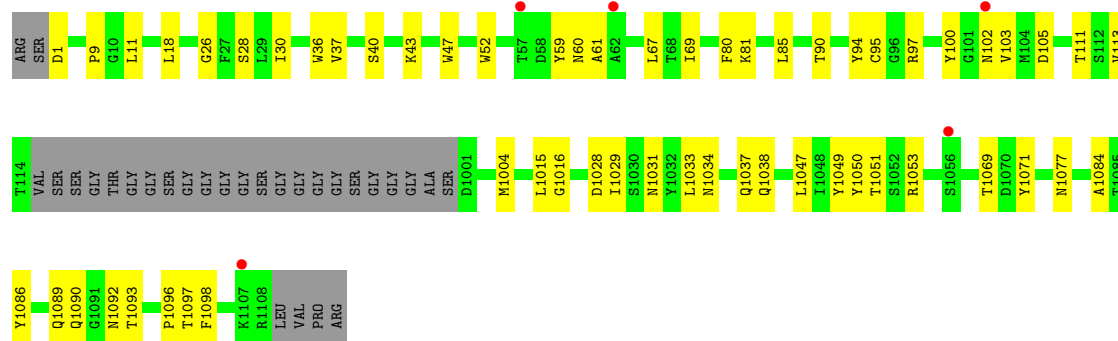 ARG SER D1 P9 G10 L11 L18 G26 F27 S28 L29 I30 W36 V37 S40 K43 W47 W52 T57 D58 Y59 N60 A61 A62 L67 T68 I69 F80 K81 L85 T90 Y94 C95 G96 R97 Y100 G101 N102 V103 M104 D105 T111 S112 V113
T114 VAL SER SER GLY THR GLY GLY SER GLY GLY GLY GLY SER GLY GLY GLY GLY SER GLY GLY GLY ALA SER D1001 M1004 L1015 G1016 D1028 I1029 S1030 N1031 Y1032 L1033 N1034 Q1037 Q1038 L1047 I1048 Y1049 Y1050 T1051 S1052 R1053 S1056 T1069 D1070 Y1071 N1077 A1084 T1085
Y1086 Q1089 Q1090 G1091 N1092 T1093 P1096 T1097 F1098 K1107 R1108 LEU VAL PRO ARG